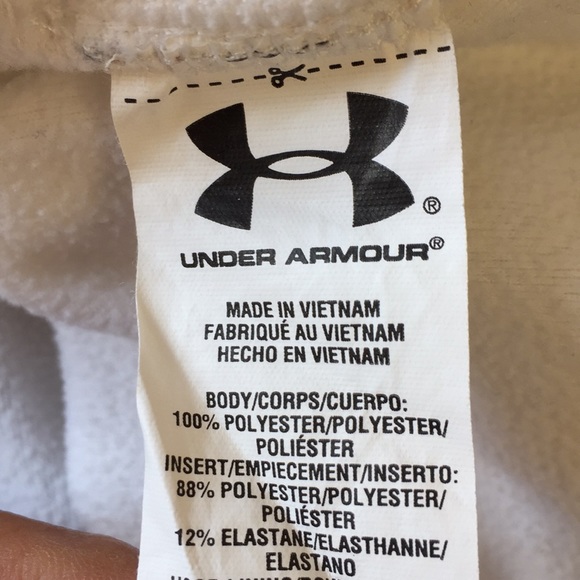 UNDER ARMOUR®
MADE IN VIETNAM
FABRIQUÉ AU VIETNAM
HECHO EN VIETNAM
BODY/CORPS/CUERPO:
100% POLYESTER/POLYESTER/
POLIÉSTER
INSERT/EMPIECEMENT/INSERTO:
88% POLYESTER/POLYESTER/
POLIÉSTER
12% ELASTANE/ELASTHANNE/
ELASTANO